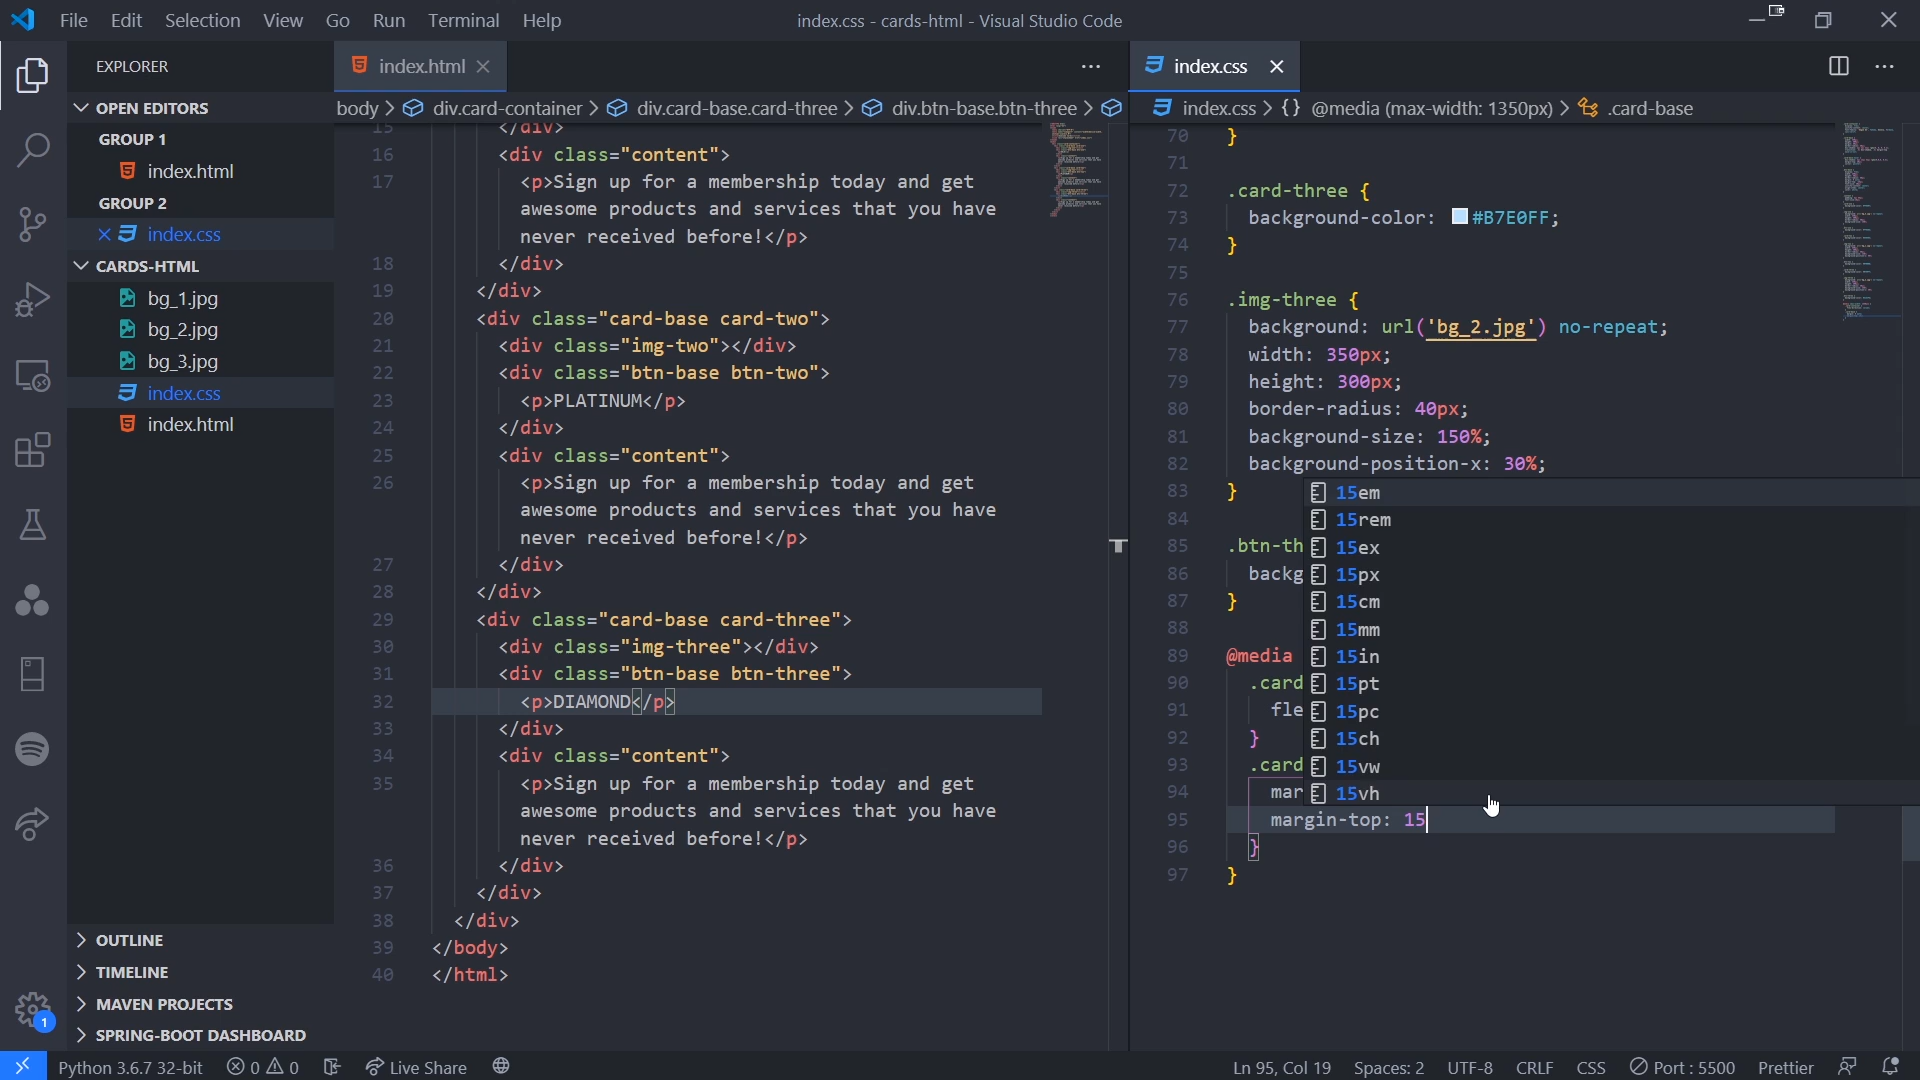 File Edit Selection View Go Run Terminal Help
index.css - cards-html - Visual Studio Code
EXPLORER
OPEN EDITORS
GROUP 1
index.html
GROUP 2
index.css
CARDS-HTML
bg_1.jpg
bg_2.jpg
bg_3.jpg
index.css
index.html
OUTLINE
TIMELINE
MAVEN PROJECTS
SPRING-BOOT DASHBOARD
1
index.html
body > div.card-container > div.card-base.card-three > div.btn-base.btn-three >
15 </div>
16 <div class="content">
17 <p>Sign up for a membership today and get
awesome products and services that you have
never received before!</p>
18 </div>
19 </div>
20 <div class="card-base card-two">
21 <div class="img-two"></div>
22 <div class="btn-base btn-two">
23 <p>PLATINUM</p>
24 </div>
25 <div class="content">
26 <p>Sign up for a membership today and get
awesome products and services that you have
never received before!</p>
27 </div>
28 </div>
29 <div class="card-base card-three">
30 <div class="img-three"></div>
31 <div class="btn-base btn-three">
32 <p>DIAMOND</p>
33 </div>
34 <div class="content">
35 <p>Sign up for a membership today and get
awesome products and services that you have
never received before!</p>
36 </div>
37 </div>
38 </div>
39 </body>
40 </html>
index.css
index.css > {} @media (max-width: 1350px) > .card-base
70 }
71
72 .card-three {
73 background-color: #B7E0FF;
74 }
75
76 .img-three {
77 background: url('bg_2.jpg') no-repeat;
78 width: 350px;
79 height: 300px;
80 border-radius: 40px;
81 background-size: 150%;
82 background-position-x: 30%;
83 }
84
85 .btn-th
86 backg
87 }
88
89 @media
90 .card
91 fle
92 }
93 .card
94 mar
95 margin-top: 15
96 }
97 }
15em
15rem
15ex
15px
15cm
15mm
15in
15pt
15pc
15ch
15vw
15vh
Python 3.6.7 32-bit 0 0 Live Share
Ln 95, Col 19 Spaces: 2 UTF-8 CRLF CSS Port : 5500 Prettier